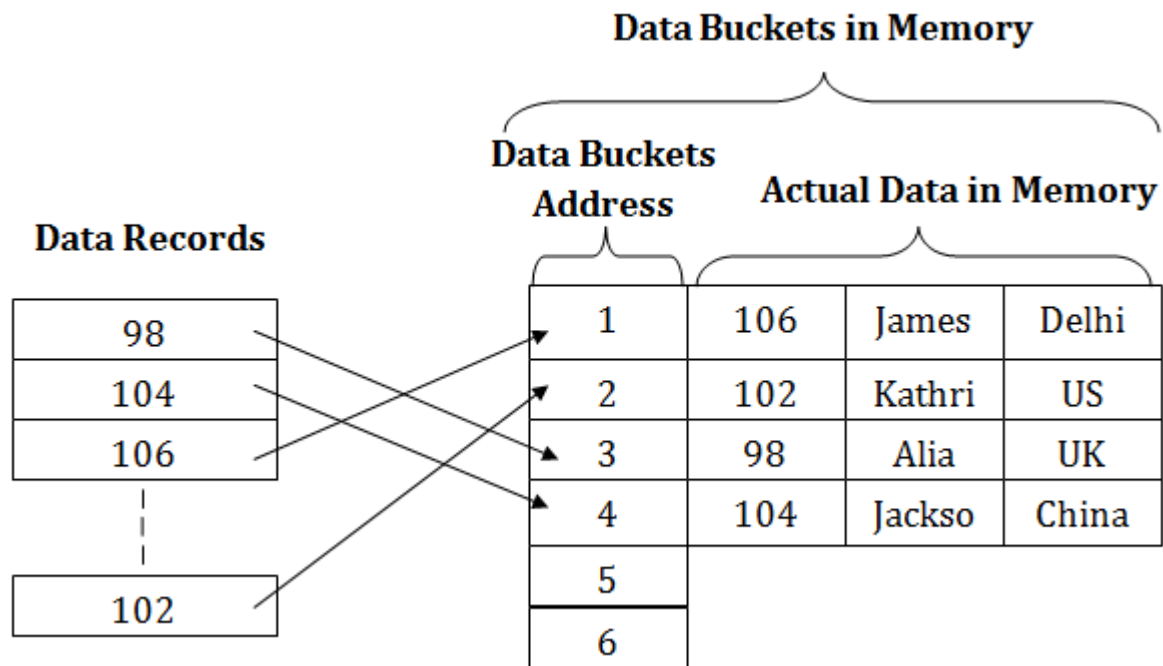 Data Buckets in Memory
Data Buckets
Address
Actual Data in Memory
Data Records
98
104
106
102
1 106 James Delhi
2 102 Kathri US
3 98 Alia UK
4 104 Jackso China
5
6